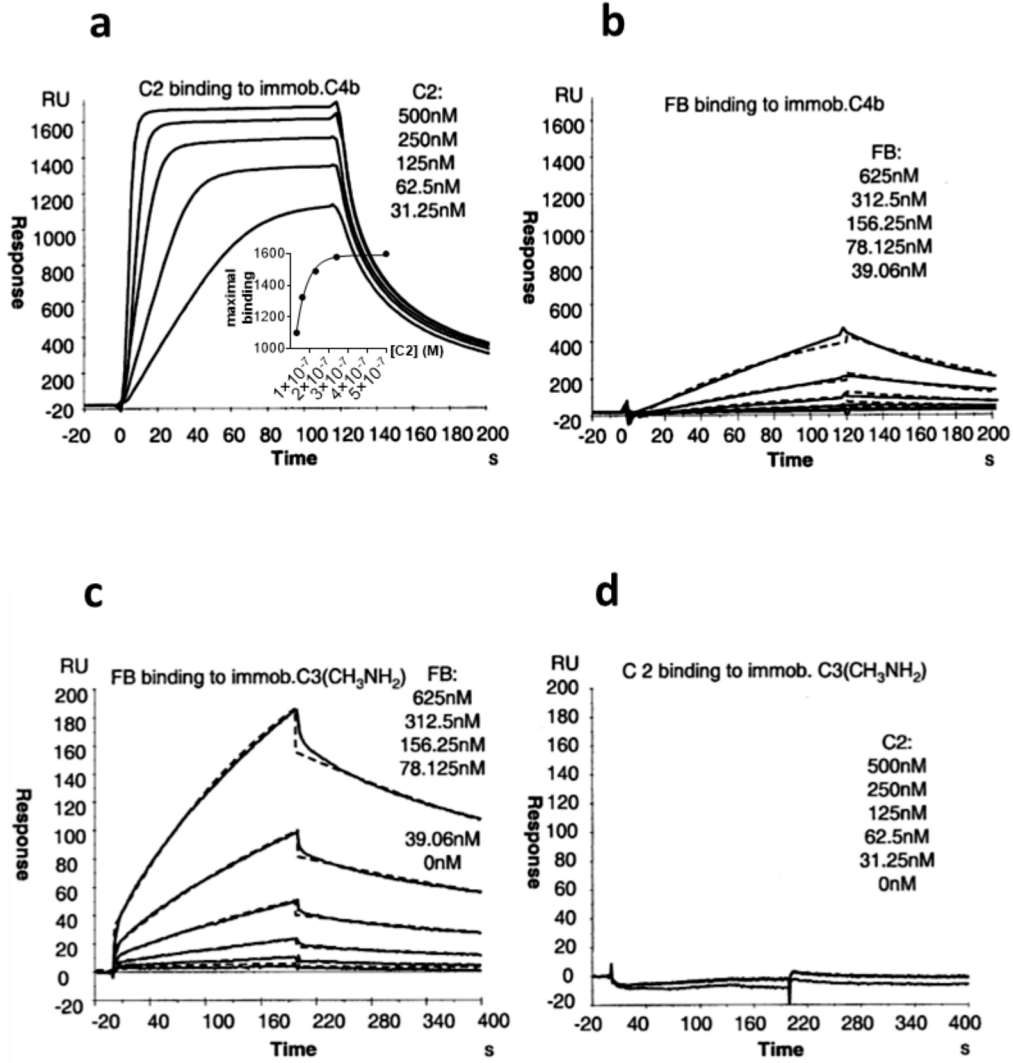 a
C2 binding to immob.C4b
RU
C2:
500nM
250nM
125nM
62.5nM
31.25nM
1600
1400
1200
1000
800
600
400
200
-20
Response
-20 0 20 40 60 80 100 120 140 160 180 200
Time
s
maximal
binding
1600
1400
1200
1000
[C2] (M)
1×10-7
2×10-7
3×10-7
4×10-7
5×10-7
b
RU
FB binding to immob.C4b
FB:
625nM
312.5nM
156.25nM
78.125nM
39.06nM
1600
1400
1200
1000
800
600
400
200
-20
Response
-20 0 20 40 60 80 100 120 140 160 180 200
Time
s
c
RU
FB binding to immob.C3(CH3NH2)
FB:
625nM
312.5nM
156.25nM
78.125nM
39.06nM
0nM
200
180
160
140
120
100
80
60
40
20
0
-20
Response
-20 40 100 160 220 280 340 400
Time
s
d
RU
C 2 binding to immob. C3(CH3NH2)
C2:
500nM
250nM
125nM
62.5nM
31.25nM
0nM
200
180
160
140
120
100
80
60
40
20
0
-20
Response
-20 40 100 160 220 280 340 400
Time
s